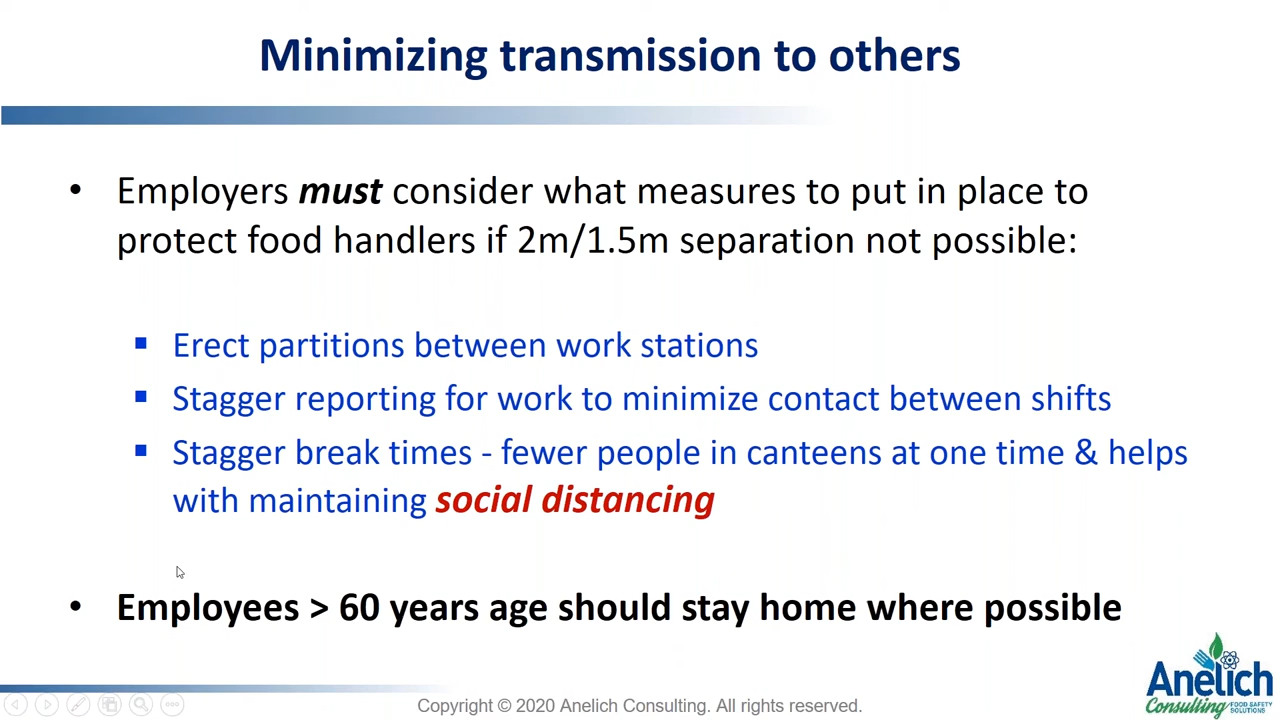 Minimizing transmission to others
• Employers must consider what measures to put in place to
protect food handlers if 2m/1.5m separation not possible:
▪ Erect partitions between work stations
▪ Stagger reporting for work to minimize contact between shifts
▪ Stagger break times - fewer people in canteens at one time & helps
with maintaining social distancing
• Employees > 60 years age should stay home where possible
Anelich
Consulting FOOD SAFETY
SOLUTIONS
Copyright © 2020 Anelich Consulting. All rights reserved.